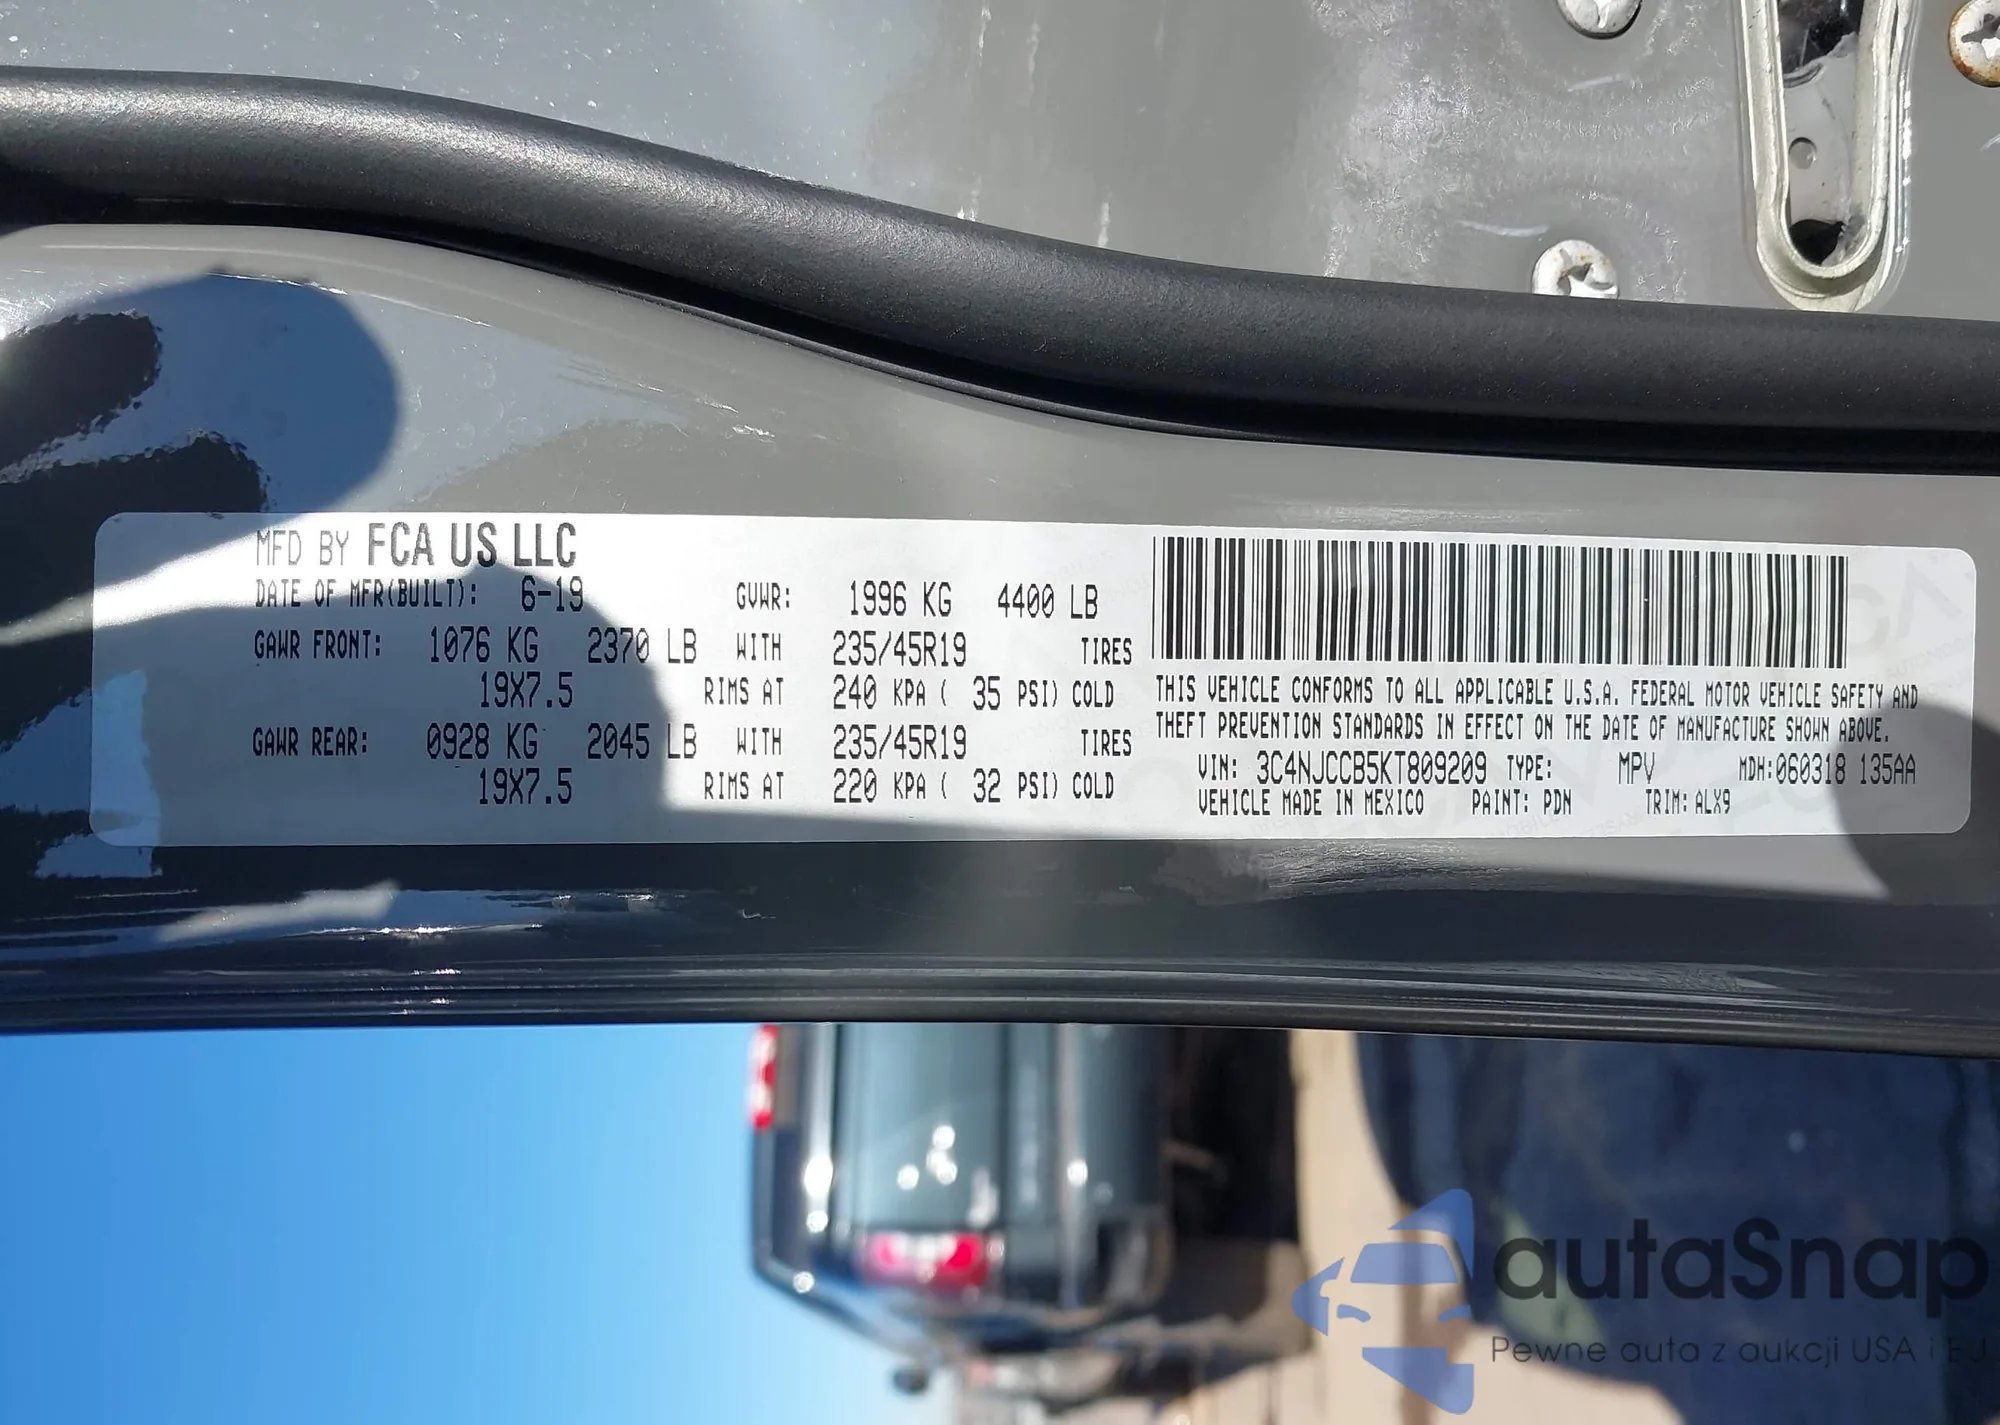 MFD BY FCA US LLC
DATE OF MFR(BUILT): 6-19 GVWR: 1996 KG 4400 LB
GAWR FRONT: 1076 KG 2370 LB WITH 235/45R19 TIRES
19X7.5 RIMS AT 240 KPA ( 35 PSI) COLD
GAWR REAR: 0928 KG 2045 LB WITH 235/45R19 TIRES
19X7.5 RIMS AT 220 KPA ( 32 PSI) COLD
THIS VEHICLE CONFORMS TO ALL APPLICABLE U.S.A. FEDERAL MOTOR VEHICLE SAFETY AND
THEFT PREVENTION STANDARDS IN EFFECT ON THE DATE OF MANUFACTURE SHOWN ABOVE.
VIN: 3C4NJCCB5KT809209 TYPE: MPV MDH:060318 135AA
VEHICLE MADE IN MEXICO PAINT: PDN TRIM: ALX9
autaSnap
Pewne auta z aukcji USA i EU